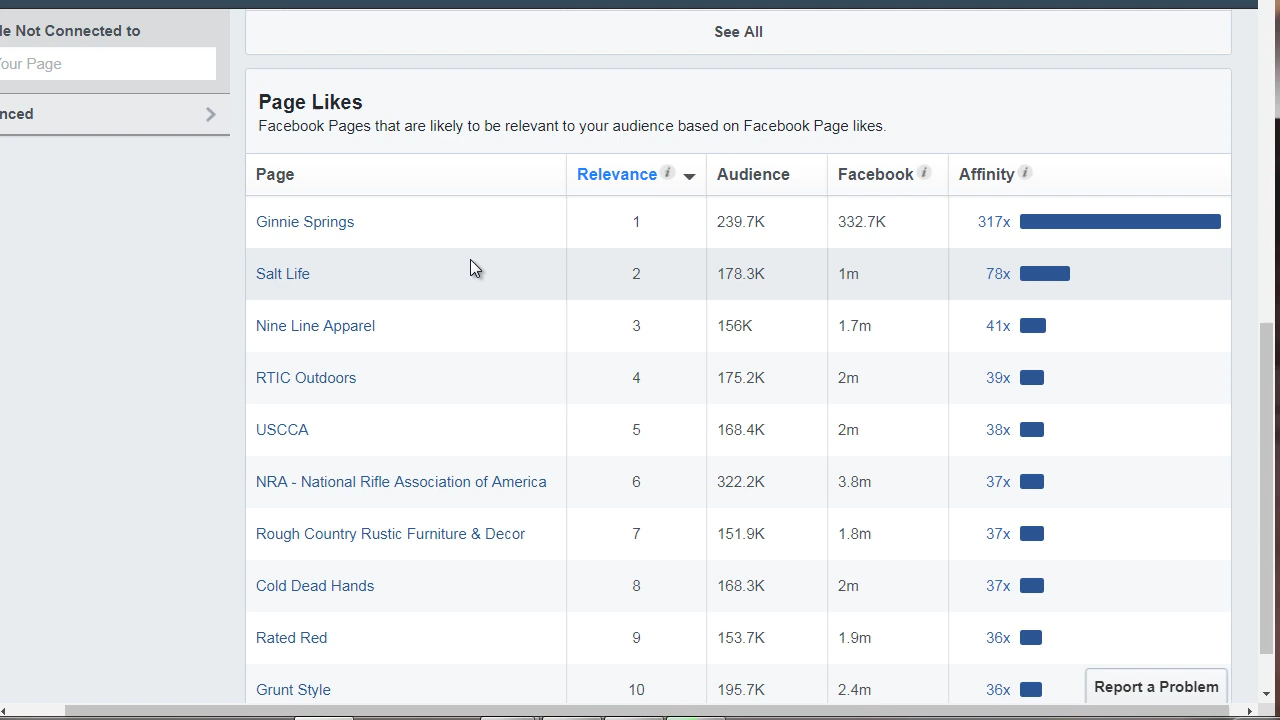 le Not Connected to
Your Page
nced
See All
Page Likes
Facebook Pages that are likely to be relevant to your audience based on Facebook Page likes.
Page Relevance i Audience Facebook i Affinity i
Ginnie Springs 1 239.7K 332.7K 317x
Salt Life 2 178.3K 1m 78x
Nine Line Apparel 3 156K 1.7m 41x
RTIC Outdoors 4 175.2K 2m 39x
USCCA 5 168.4K 2m 38x
NRA - National Rifle Association of America 6 322.2K 3.8m 37x
Rough Country Rustic Furniture & Decor 7 151.9K 1.8m 37x
Cold Dead Hands 8 168.3K 2m 37x
Rated Red 9 153.7K 1.9m 36x
Grunt Style 10 195.7K 2.4m 36x
Report a Problem